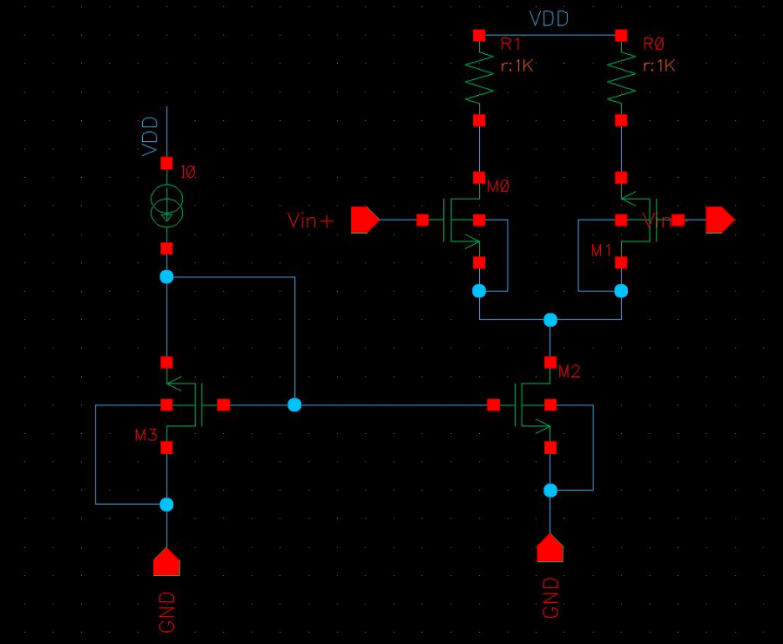 VDD
R1
r:1K
R0
r:1K
VDD
I0
M0
Vin+
Vin
M1
M2
M3
GND
GND